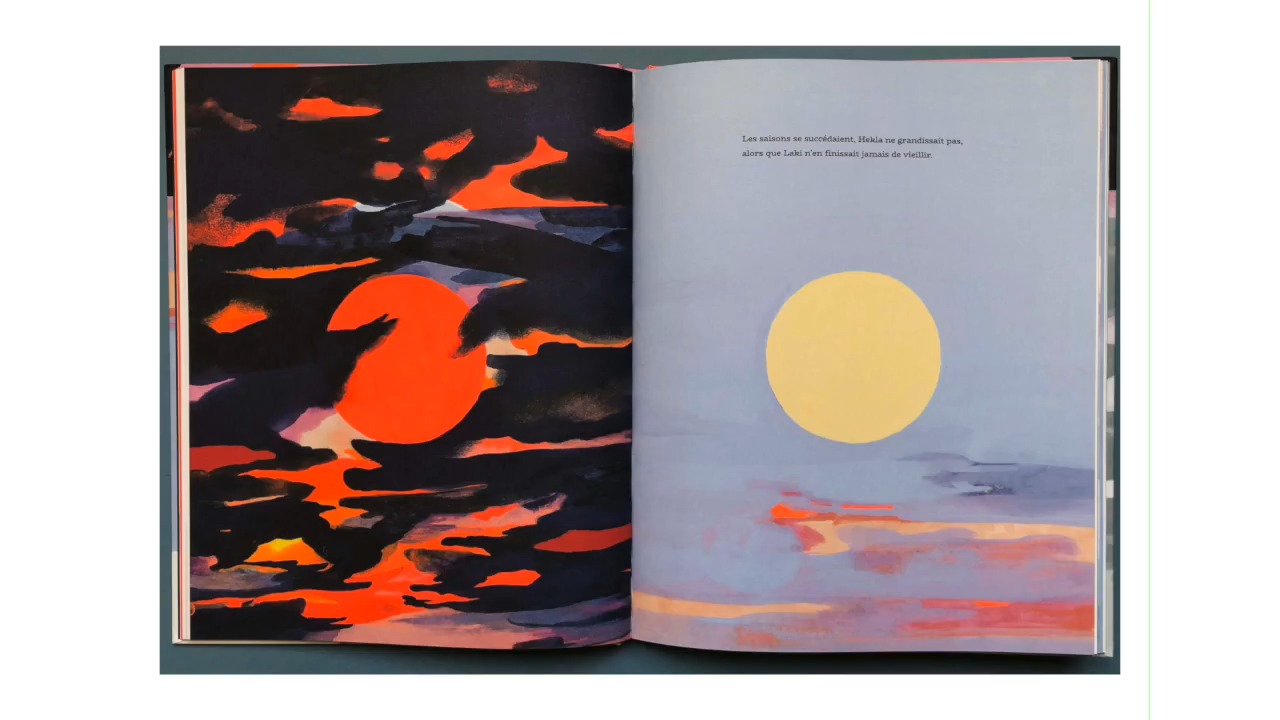 Les saisons se succédaient, Hekla ne grandissait pas,
alors que Laki n'en finissait jamais de vieillir.